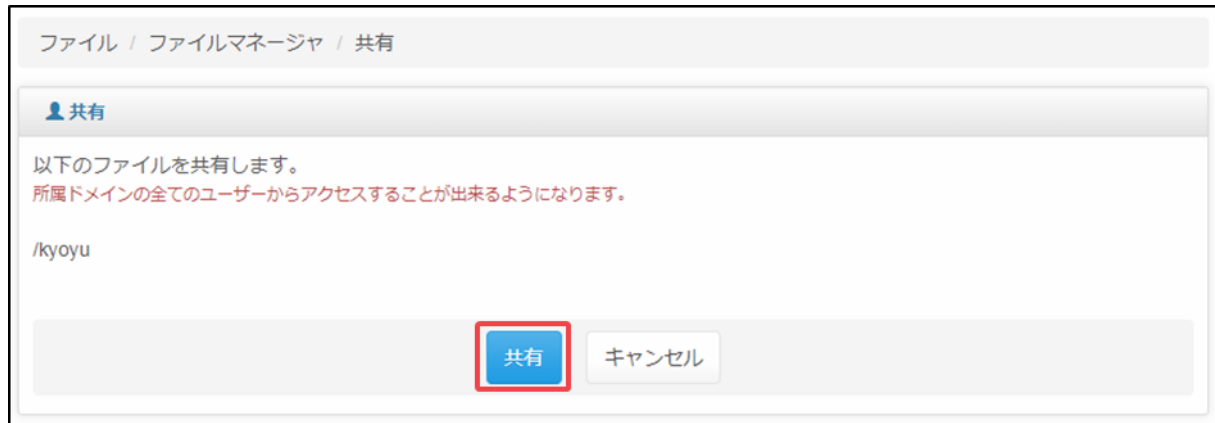 ファイル / ファイルマネージャ / 共有
共有
以下のファイルを共有します。
所属ドメインの全てのユーザーからアクセスすることが出来るようになります。
/kyoyu
共有 キャンセル